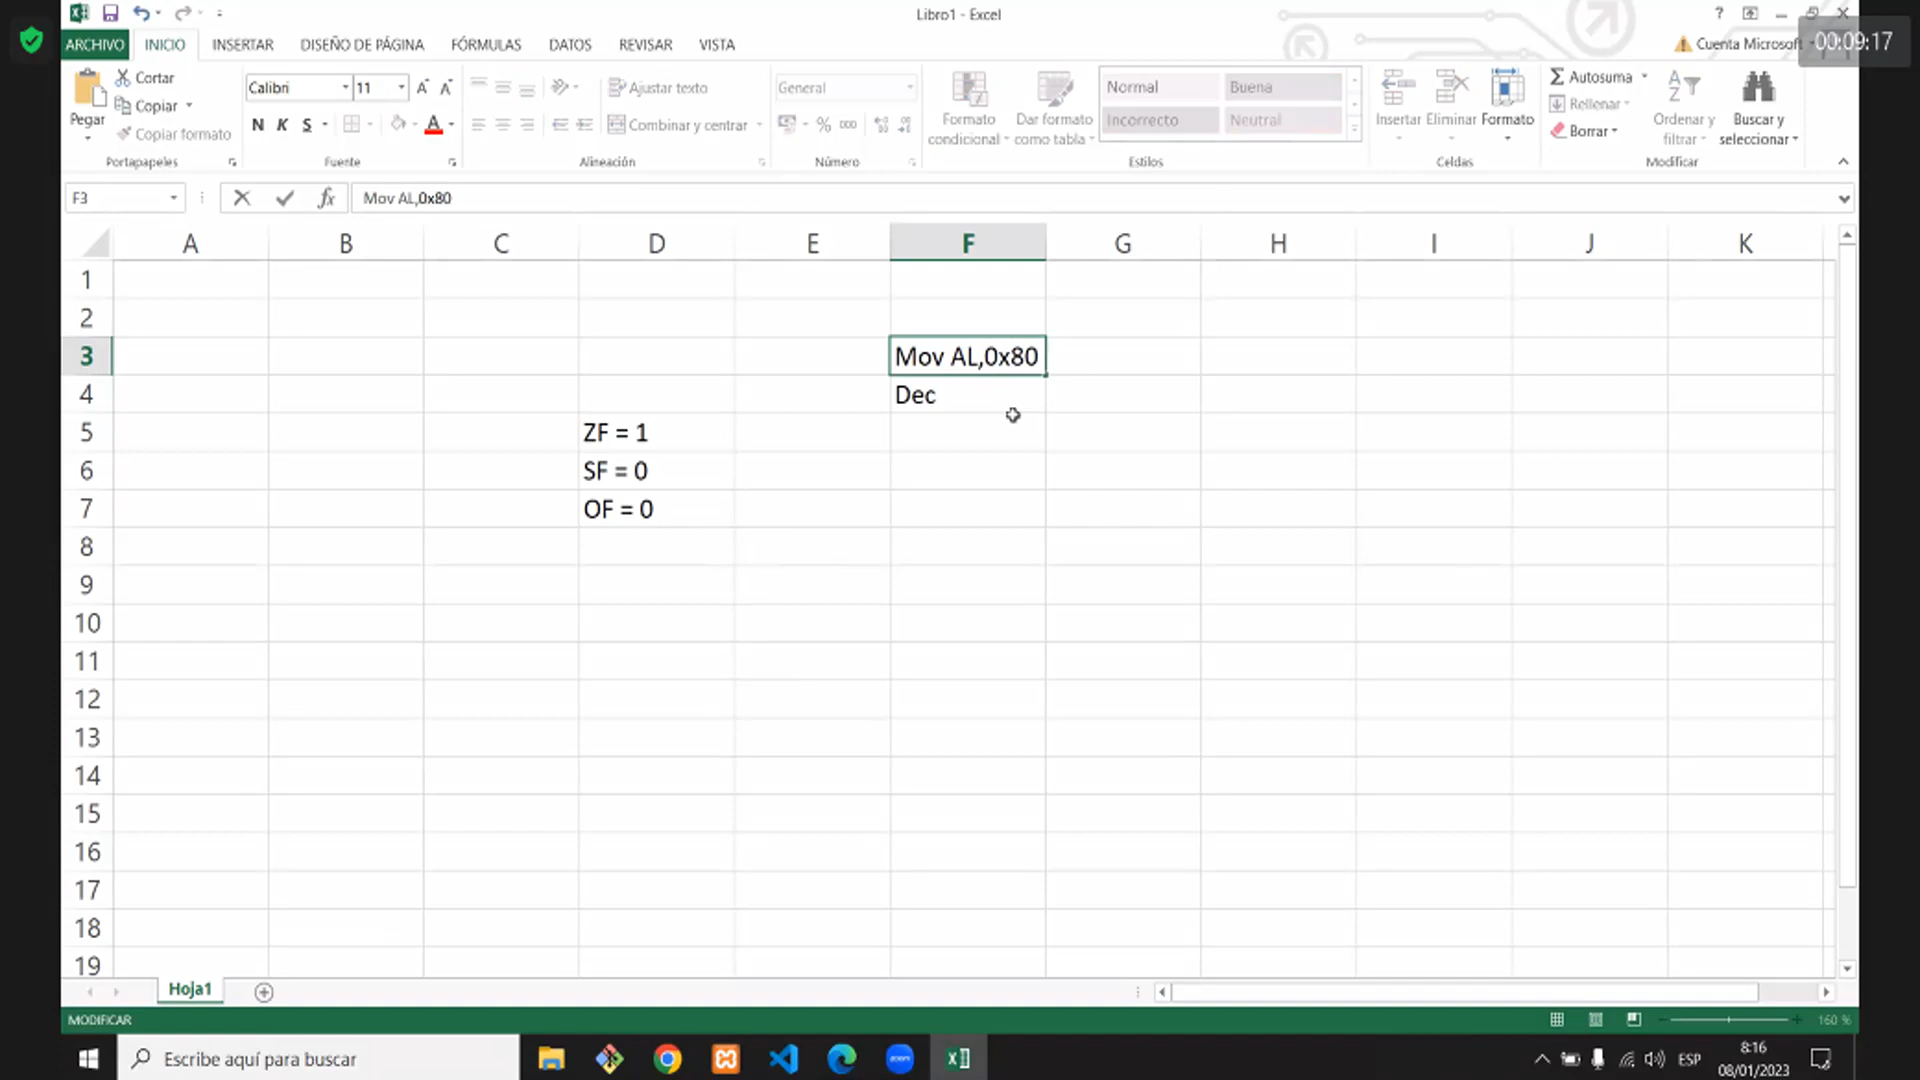 Libro1 - Excel
?
00:09:17
ARCHIVO INICIO INSERTAR DISEÑO DE PÁGINA FÓRMULAS DATOS REVISAR VISTA
Cuenta Microsoft
Pegar
Cortar
Copiar
Copiar formato
Portapapeles
Calibri 11
N K S
Fuente
Ajustar texto
Combinar y centrar
Alineación
General
% 000
Número
Formato condicional
Dar formato como tabla
Normal Buena
Incorrecto Neutral
Estilos
Insertar Eliminar Formato
Celdas
Autosuma
Rellenar
Borrar
Ordenar y filtrar
Buscar y seleccionar
Modificar
F3
fx
Mov AL,0x80
A B C D E F G H I J K
1
2
3 Mov AL,0x80
4 Dec
5 ZF = 1
6 SF = 0
7 OF = 0
8
9
10
11
12
13
14
15
16
17
18
19
Hoja1
MODIFICAR
160 %
Escribe aquí para buscar
zoom
ESP
8:16
08/01/2023